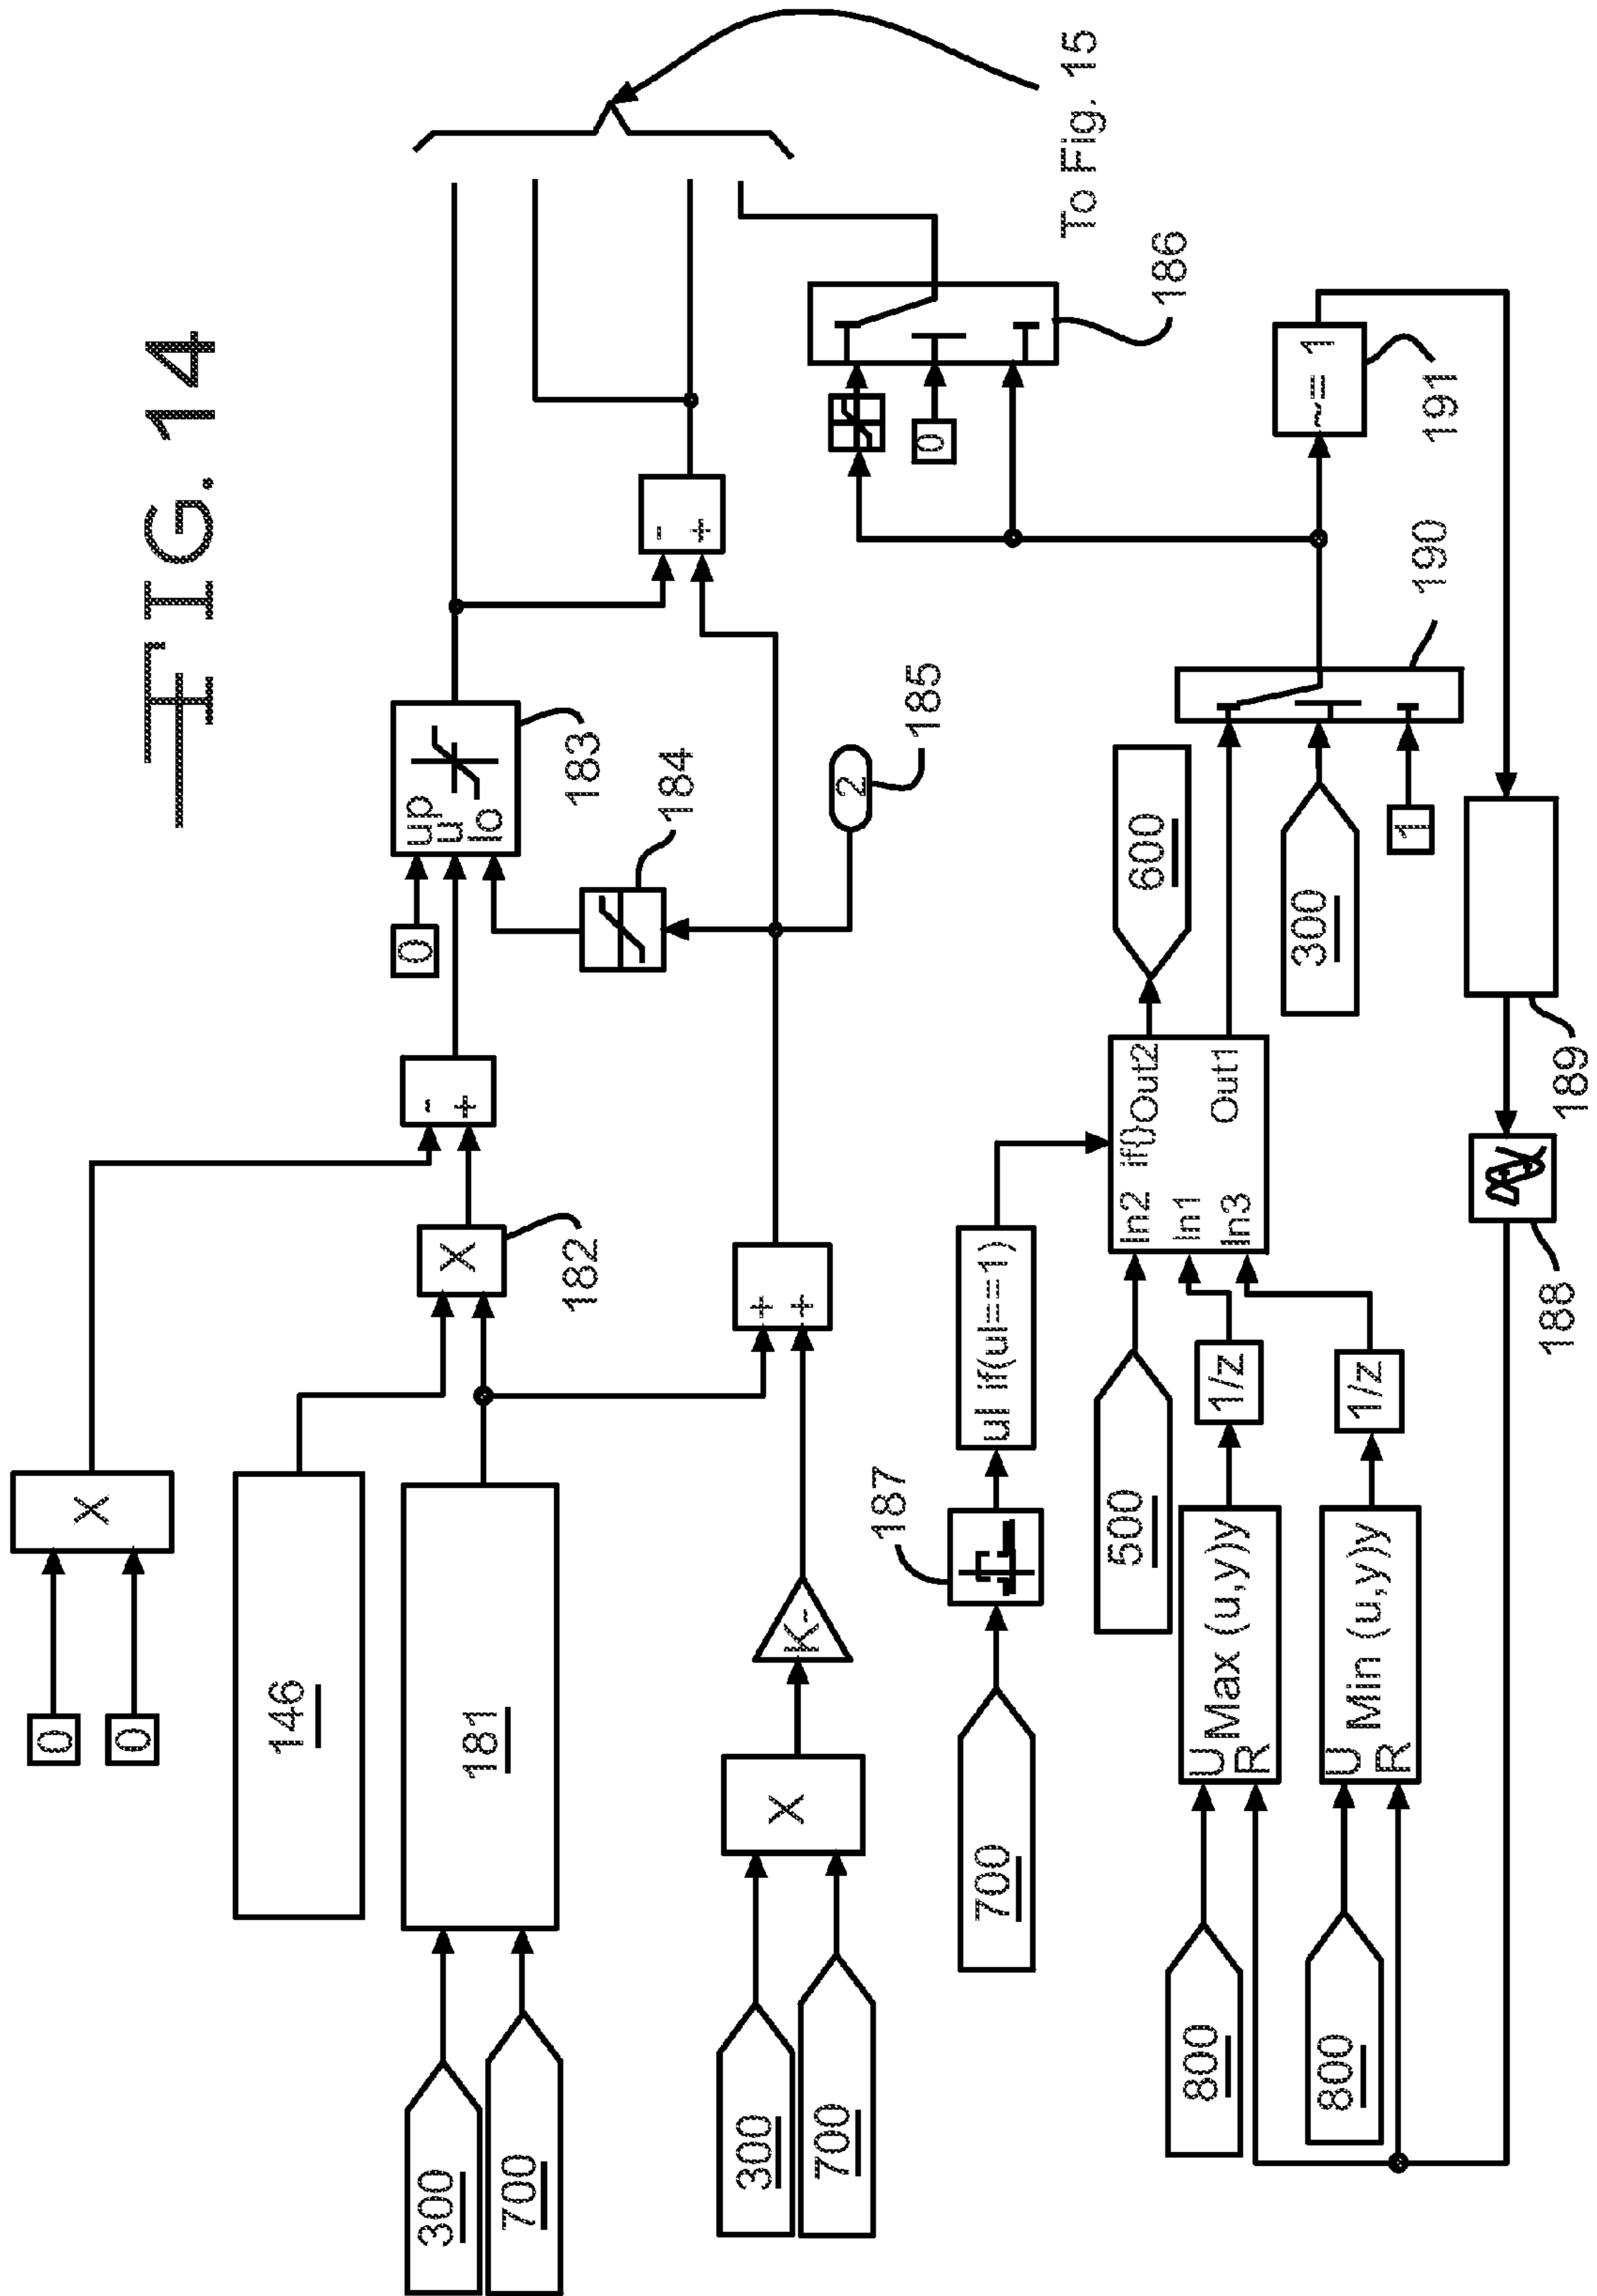 FIG. 14
0
0
X
146
300
700
181
X
182
-
+
0
up
u
lo
183
184
2
185
-
+
To Fig. 15
300
700
X
K-
+
+
0
186
700
187
uI if(uI==1)
500
In2 if{}Out2
In1
In3 Out1
600
800
U
R
Max (u,y)y
1/z
800
U
R
Min (u,y)y
1/z
300
1
190
~= 1
191
189
188